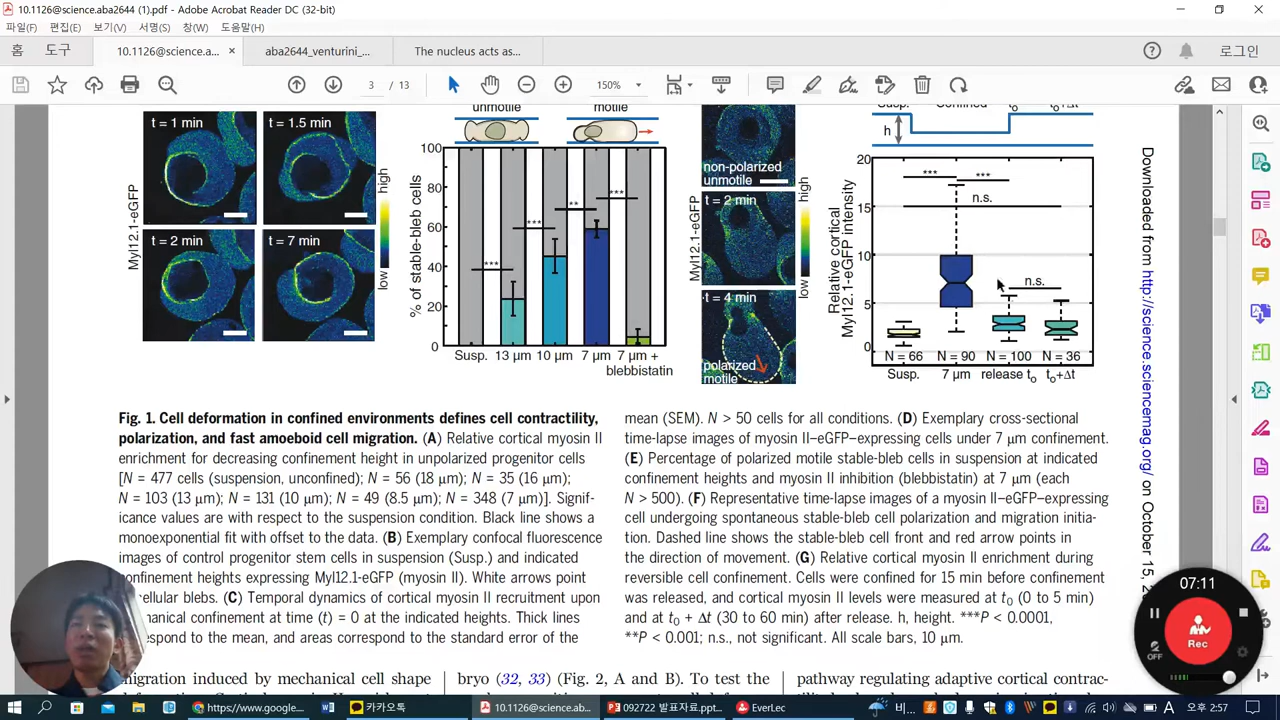 10.1126@science.aba2644 (1).pdf - Adobe Acrobat Reader DC (32-bit)
파일(F) 편집(E) 보기(V) 서명(S) 창(W) 도움말(H)
홈 도구 10.1126@science.ab... × aba2644_venturini_... The nucleus acts as... 로그인
3 / 13 150%
unmotile motile
Susp. Confined t₀ t₀+Δt
h
t = 1 min t = 1.5 min
t = 2 min t = 7 min
Myl12.1-eGFP
high
low
% of stable-bleb cells
100
80
60
40
20
0
*** *** ** ***
Susp. 13 µm 10 µm 7 µm 7 µm +
blebbistatin
non-polarized
unmotile
t = 2 min
t = 4 min
polarized
motile
Myl12.1-eGFP
high
low
Relative cortical
Myl12.1-eGFP intensity
20
15
10
5
0
*** ***
n.s.
n.s.
N = 66 N = 90 N = 100 N = 36
Susp. 7 µm release t₀ t₀+Δt
Fig. 1. Cell deformation in confined environments defines cell contractility,
polarization, and fast amoeboid cell migration. (A) Relative cortical myosin II
enrichment for decreasing confinement height in unpolarized progenitor cells
[N = 477 cells (suspension, unconfined); N = 56 (18 µm); N = 35 (16 µm);
N = 103 (13 µm); N = 131 (10 µm); N = 49 (8.5 µm); N = 348 (7 µm)]. Signif-
icance values are with respect to the suspension condition. Black line shows a
monoexponential fit with offset to the data. (B) Exemplary confocal fluorescence
images of control progenitor stem cells in suspension (Susp.) and indicated
confinement heights expressing Myl12.1-eGFP (myosin II). White arrows point
cellular blebs. (C) Temporal dynamics of cortical myosin II recruitment upon
hanical confinement at time (t) = 0 at the indicated heights. Thick lines
espond to the mean, and areas correspond to the standard error of the
mean (SEM). N > 50 cells for all conditions. (D) Exemplary cross-sectional
time-lapse images of myosin II–eGFP–expressing cells under 7 µm confinement.
(E) Percentage of polarized motile stable-bleb cells in suspension at indicated
confinement heights and myosin II inhibition (blebbistatin) at 7 µm (each
N > 500). (F) Representative time-lapse images of a myosin II–eGFP–expressing
cell undergoing spontaneous stable-bleb cell polarization and migration initia-
tion. Dashed line shows the stable-bleb cell front and red arrow points in
the direction of movement. (G) Relative cortical myosin II enrichment during
reversible cell confinement. Cells were confined for 15 min before confinement
was released, and cortical myosin II levels were measured at t₀ (0 to 5 min)
and at t₀ + Δt (30 to 60 min) after release. h, height. ***P < 0.0001,
**P < 0.001; n.s., not significant. All scale bars, 10 µm.
migration induced by mechanical cell shape
bryo (32, 33) (Fig. 2, A and B). To test the
pathway regulating adaptive cortical contrac-
Downloaded from http://science.sciencemag.org/ on October 15, 2
07:11
Rec
OFF
https://www.google... 카카오톡 10.1126@science.ab... 092722 발표자료.ppt... EverLec 비... A 오후 2:57